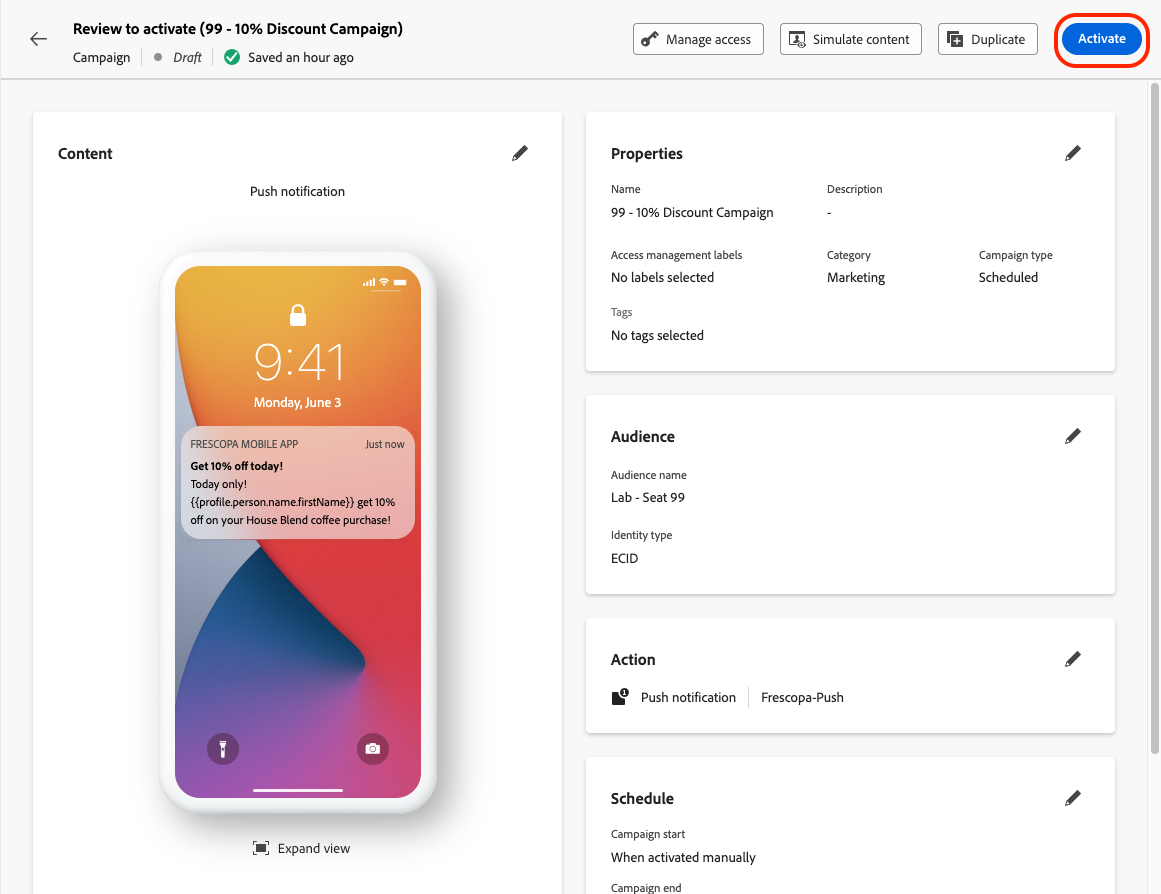 Review to activate (99 - 10% Discount Campaign)
Campaign
Draft
Saved an hour ago
Manage access
Simulate content
Duplicate
Activate
Content
Push notification
9:41
Monday, June 3
FRESCOPA MOBILE APP
Just now
Get 10% off today!
Today only!
{{profile.person.name.firstName}} get 10%
off on your House Blend coffee purchase!
Expand view
Properties
Name
Description
99 - 10% Discount Campaign
-
Access management labels
Category
Campaign type
No labels selected
Marketing
Scheduled
Tags
No tags selected
Audience
Audience name
Lab - Seat 99
Identity type
ECID
Action
1
Push notification
Frescopa-Push
Schedule
Campaign start
When activated manually
Campaign end